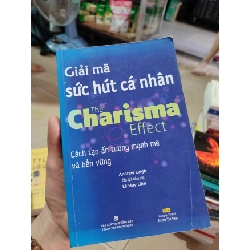 Giải mã
sức hút cá nhân
The
Charisma
Effect
Cách tạo ấn tượng mạnh mẽ
và bền vững